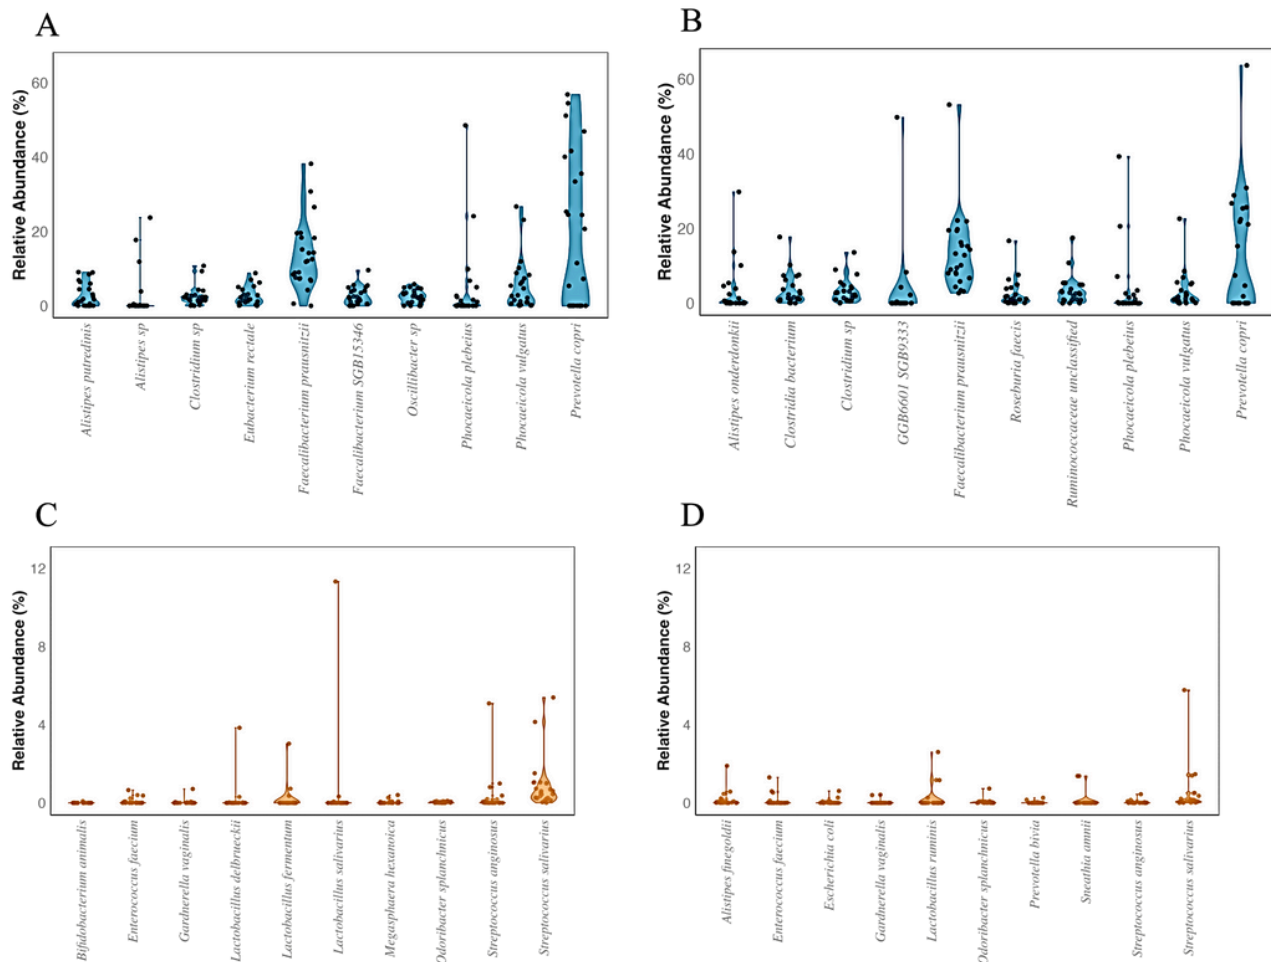 A
Relative Abundance (%)
60
40
20
0
Alistipes putredinis
Alistipes sp
Clostridium sp
Eubacterium rectale
Faecalibacterium prausnitzii
Faecalibacterium SGB15346
Oscillibacter sp
Phocaeicola plebeius
Phocaeicola vulgatus
Prevotella copri
B
Relative Abundance (%)
60
40
20
0
Alistipes onderdonkii
Clostridia bacterium
Clostridium sp
GGB6601 SGB9333
Faecalibacterium prausnitzii
Roseburia faecis
Ruminococcaceae unclassified
Phocaeicola plebeius
Phocaeicola vulgatus
Prevotella copri
C
Relative Abundance (%)
12
8
4
0
Bifidobacterium animalis
Enterococcus faecium
Gardnerella vaginalis
Lactobacillus delbrueckii
Lactobacillus fermentum
Lactobacillus salivarius
Megasphaera hexanoica
Odoribacter splanchnicus
Streptococcus anginosus
Streptococcus salivarius
D
Relative Abundance (%)
12
8
4
0
Alistipes finegoldii
Enterococcus faecium
Escherichia coli
Gardnerella vaginalis
Lactobacillus ruminis
Odoribacter splanchnicus
Prevotella bivia
Sneathia amnii
Streptococcus anginosus
Streptococcus salivarius